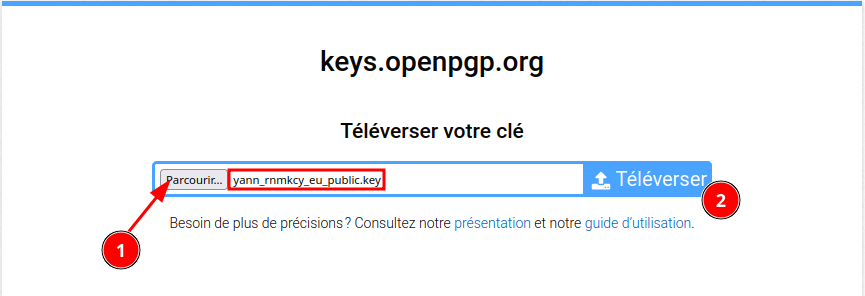 keys.openpgp.org
Téléverser votre clé
Parcourir... yann_rnmkcy_eu_public.key Téléverser
2
Besoin de plus de précisions ? Consultez notre présentation et notre guide d’utilisation.
1